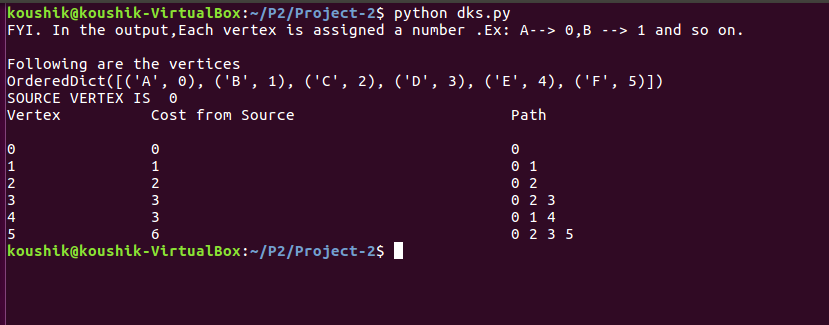 koushik@koushik-VirtualBox:~/P2/Project-2$ python dks.py
FYI. In the output,Each vertex is assigned a number .Ex: A--> 0,B --> 1 and so on.
Following are the vertices
OrderedDict([('A', 0), ('B', 1), ('C', 2), ('D', 3), ('E', 4), ('F', 5)])
SOURCE VERTEX IS  0
Vertex          Cost from Source                        Path
0               0                                       0
1               1                                       0 1
2               2                                       0 2
3               3                                       0 2 3
4               3                                       0 1 4
5               6                                       0 2 3 5
koushik@koushik-VirtualBox:~/P2/Project-2$